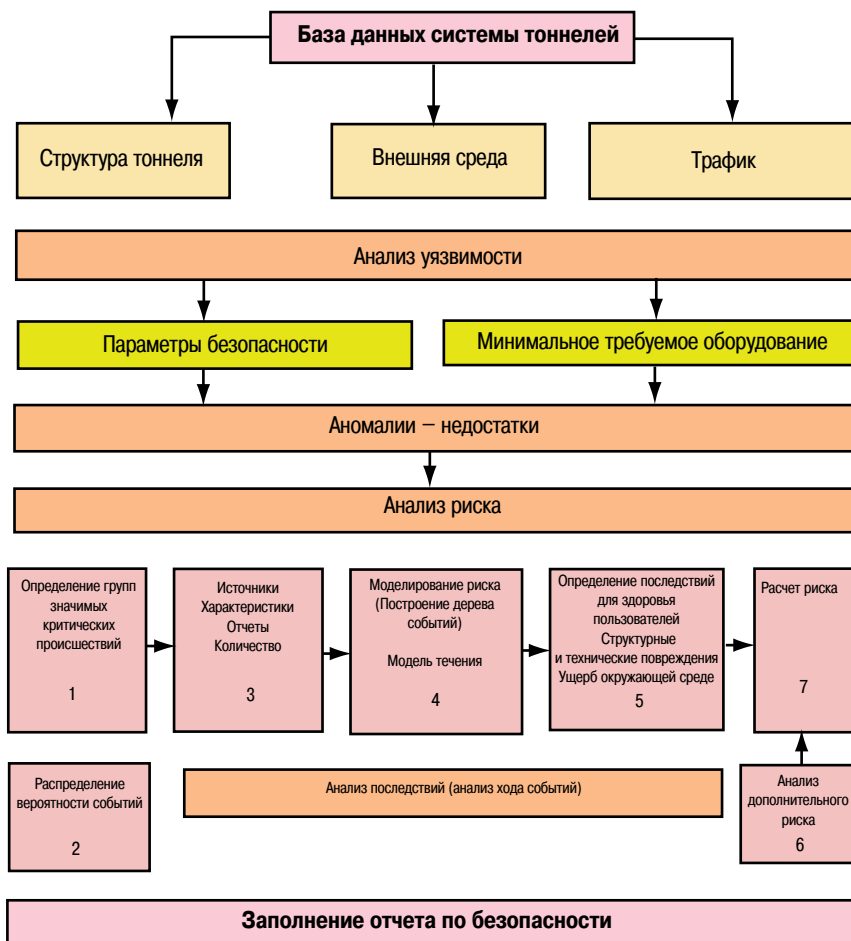 База данных системы тоннелей
Структура тоннеля
Внешняя среда
Трафик
Анализ уязвимости
Параметры безопасности
Минимальное требуемое оборудование
Аномалии – недостатки
Анализ риска
Определение групп
значимых
критических
происшествий
1
Источники
Характеристики
Отчеты
Количество
3
Моделирование риска
(Построение дерева
событий)
Модель течения
4
Определение последствий
для здоровья
пользователей
Структурные
и технические повреждения
Ущерб окружающей среде
5
Расчет риска
7
Распределение
вероятности событий
2
Анализ последствий (анализ хода событий)
Анализ
дополнительного
риска
6
Заполнение отчета по безопасности